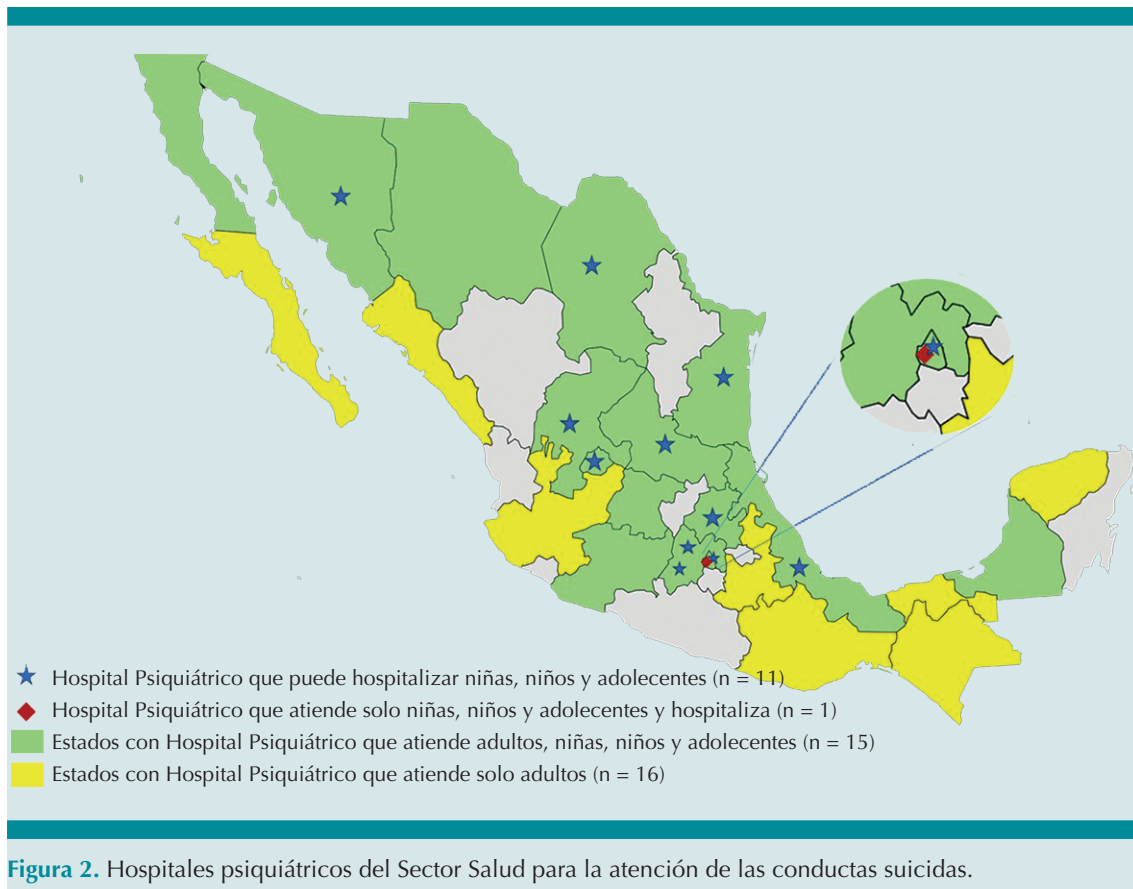 Hospital Psiquiátrico que puede hospitalizar niñas, niños y adolecentes (n = 11)
Hospital Psiquiátrico que atiende solo niñas, niños y adolecentes y hospitaliza (n = 1)
Estados con Hospital Psiquiátrico que atiende adultos, niñas, niños y adolecentes (n = 15)
Estados con Hospital Psiquiátrico que atiende solo adultos (n = 16)
Figura 2. Hospitales psiquiátricos del Sector Salud para la atención de las conductas suicidas.